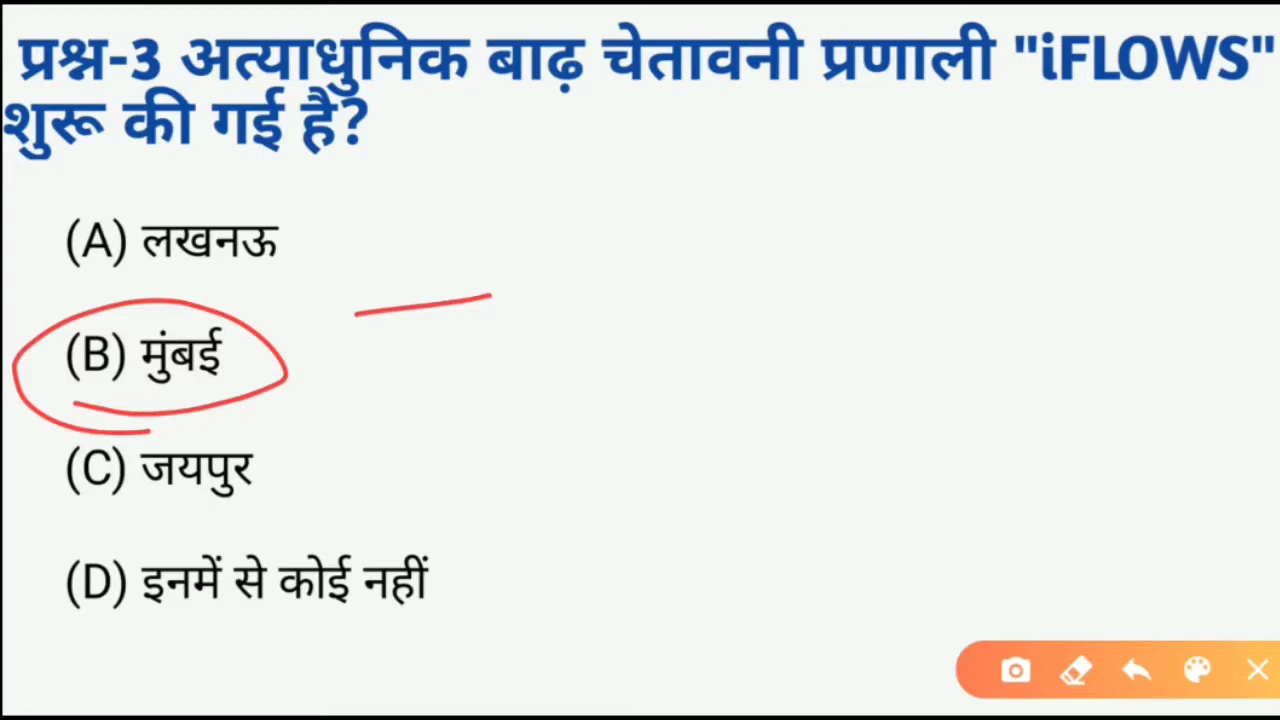 प्रश्न-3 अत्याधुनिक बाढ़ चेतावनी प्रणाली "iFLOWS"
शुरू की गई है?
(A) लखनऊ
(B) मुंबई
(C) जयपुर
(D) इनमें से कोई नहीं